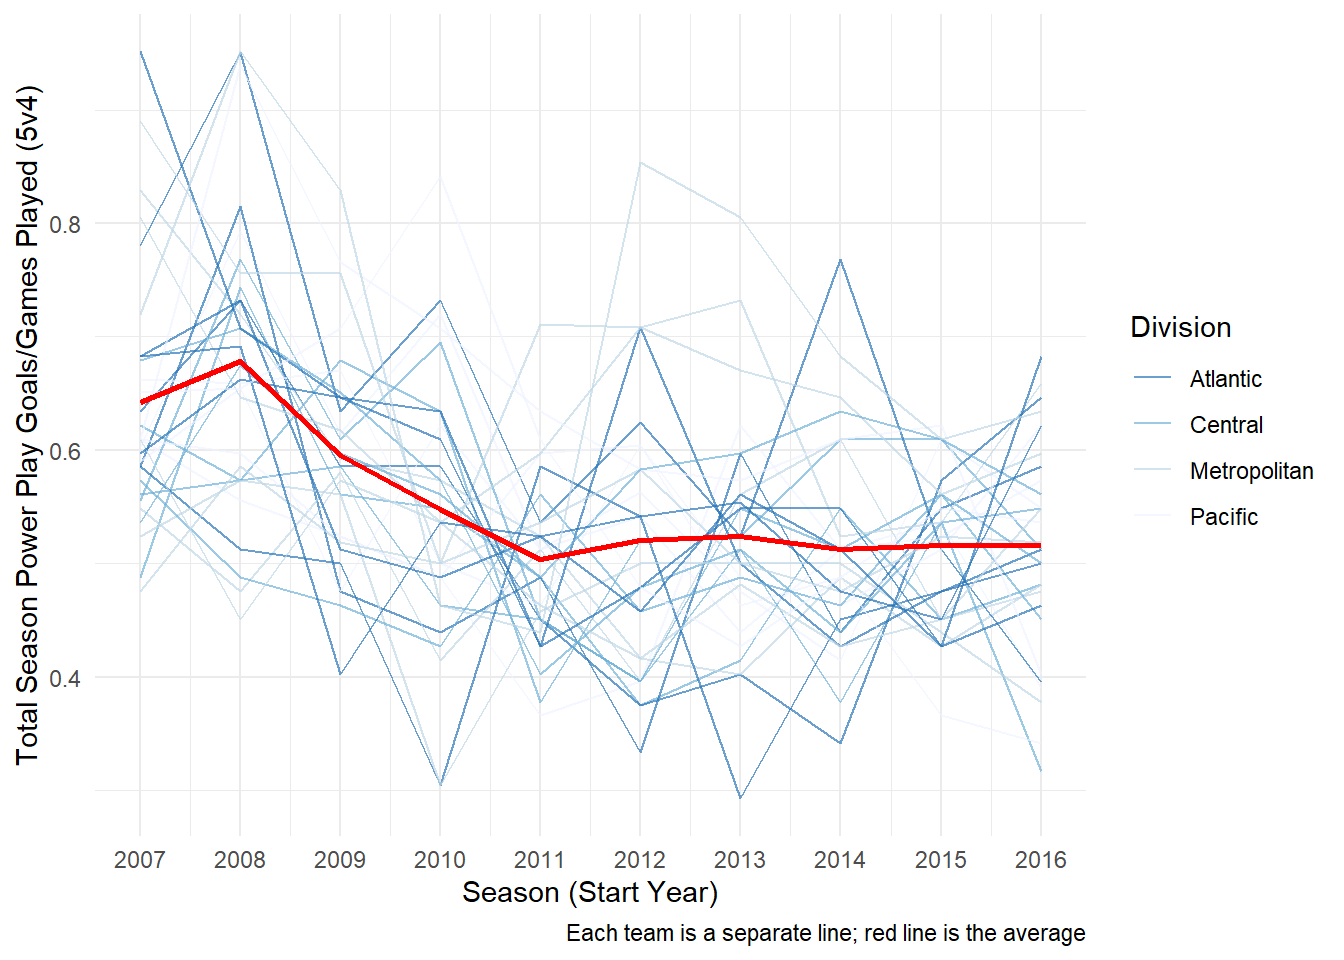 Total Season Power Play Goals/Games Played (5v4)
0.8
0.6
0.4
2007 2008 2009 2010 2011 2012 2013 2014 2015 2016
Season (Start Year)
Each team is a separate line; red line is the average
Division
Atlantic
Central
Metropolitan
Pacific